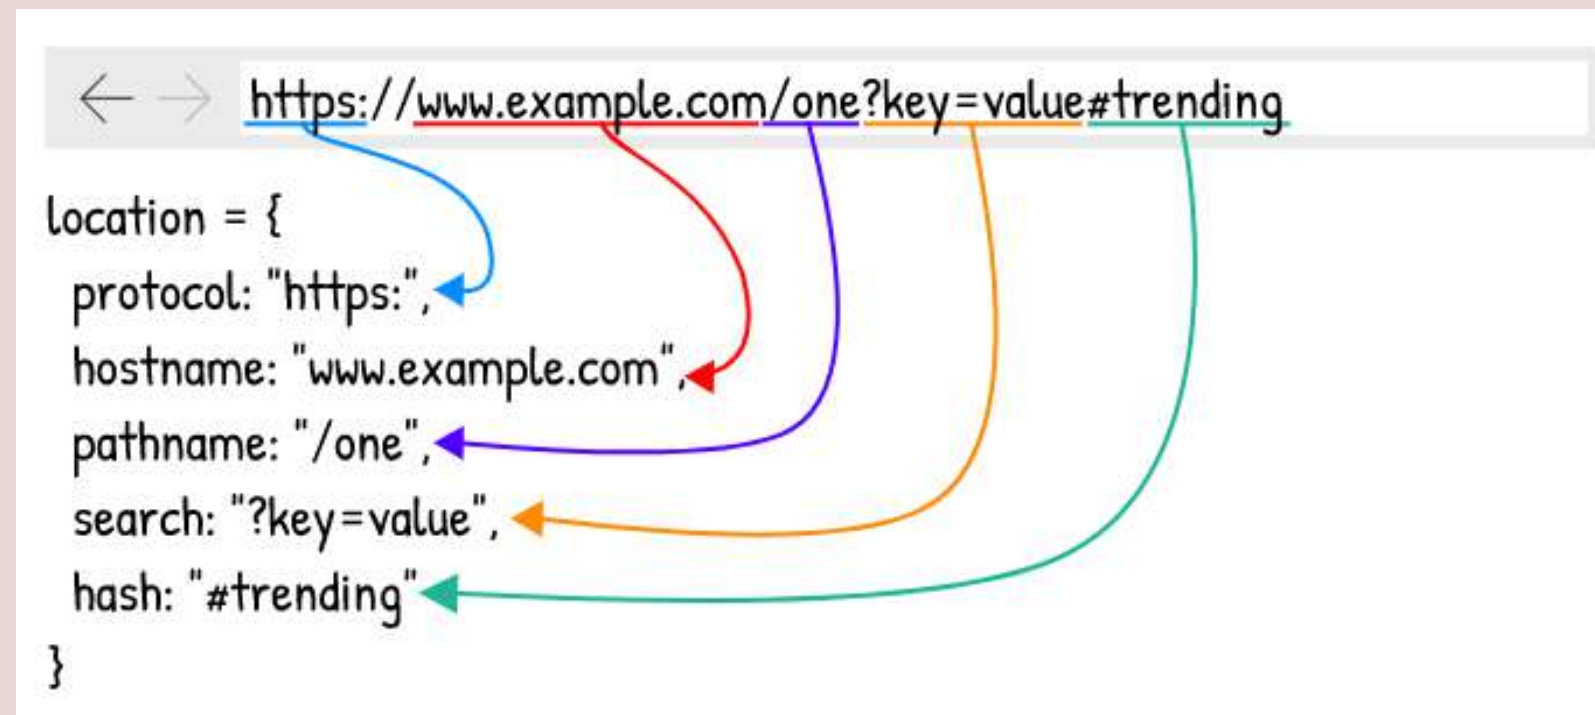 https://www.example.com/one?key=value#trending
location = {
protocol: "https:",
hostname: "www.example.com",
pathname: "/one",
search: "?key=value",
hash: "#trending"
}